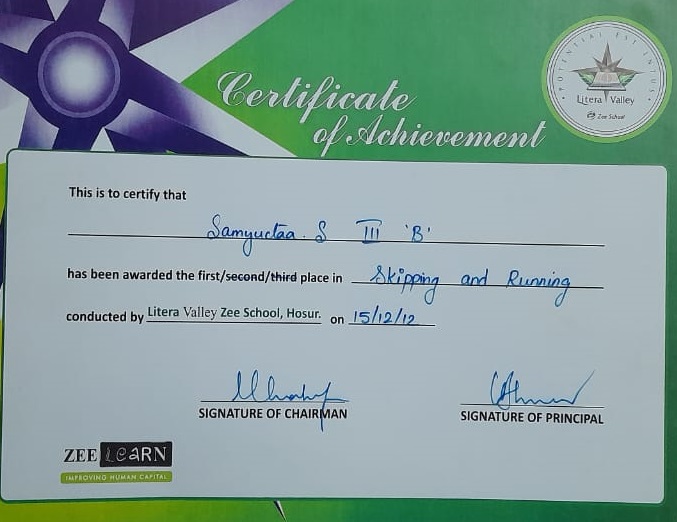 Certificate
of Achievement
POTENTIAL EST INTUS
Litera Valley
Zee School
This is to certify that
Samyuctaa. S III 'B'
has been awarded the first/second/third place in Skipping and Running
conducted by Litera Valley Zee School, Hosur. on 15/12/12
SIGNATURE OF CHAIRMAN
SIGNATURE OF PRINCIPAL
ZEE LEARN
IMPROVING HUMAN CAPITAL